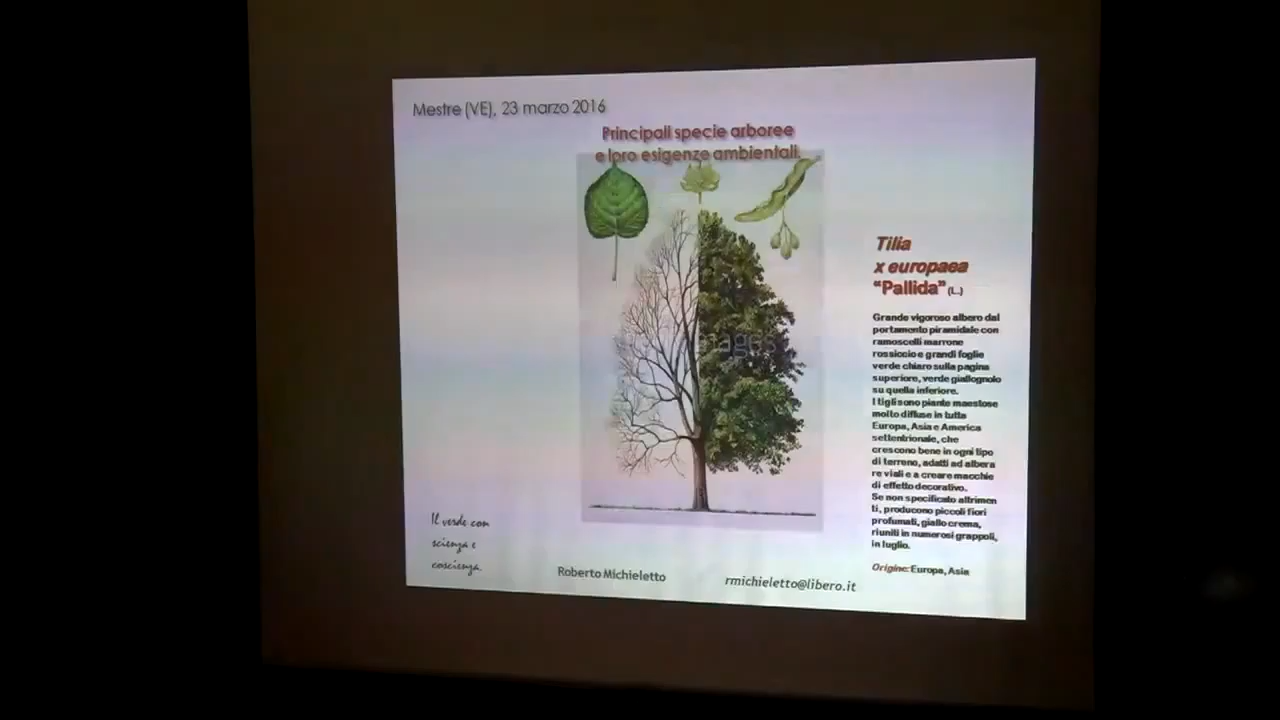 Mestre (VE), 23 marzo 2016
Principali specie arboree
e loro esigenze ambientali.
Tilia
x europaea
“Pallida” (L.)
Grande vigoroso albero dal
portamento piramidale con
ramoscelli marrone
rossiccio e grandi foglie
verde chiaro sulla pagina
superiore, verde giallognolo
su quella inferiore.
I tigli sono piante maestose
molto diffuse in tutta
Europa, Asia e America
settentrionale, che
crescono bene in ogni tipo
di terreno, adatti ad albera
re viali e a creare macchie
di effetto decorativo.
Se non specificato altrimen
ti, producono piccoli fiori
profumati, giallo crema,
riuniti in numerosi grappoli,
in luglio.
Origine: Europa, Asia
Il verde con
scienza e
coscienza.
Roberto Michieletto
rmichieletto@libero.it